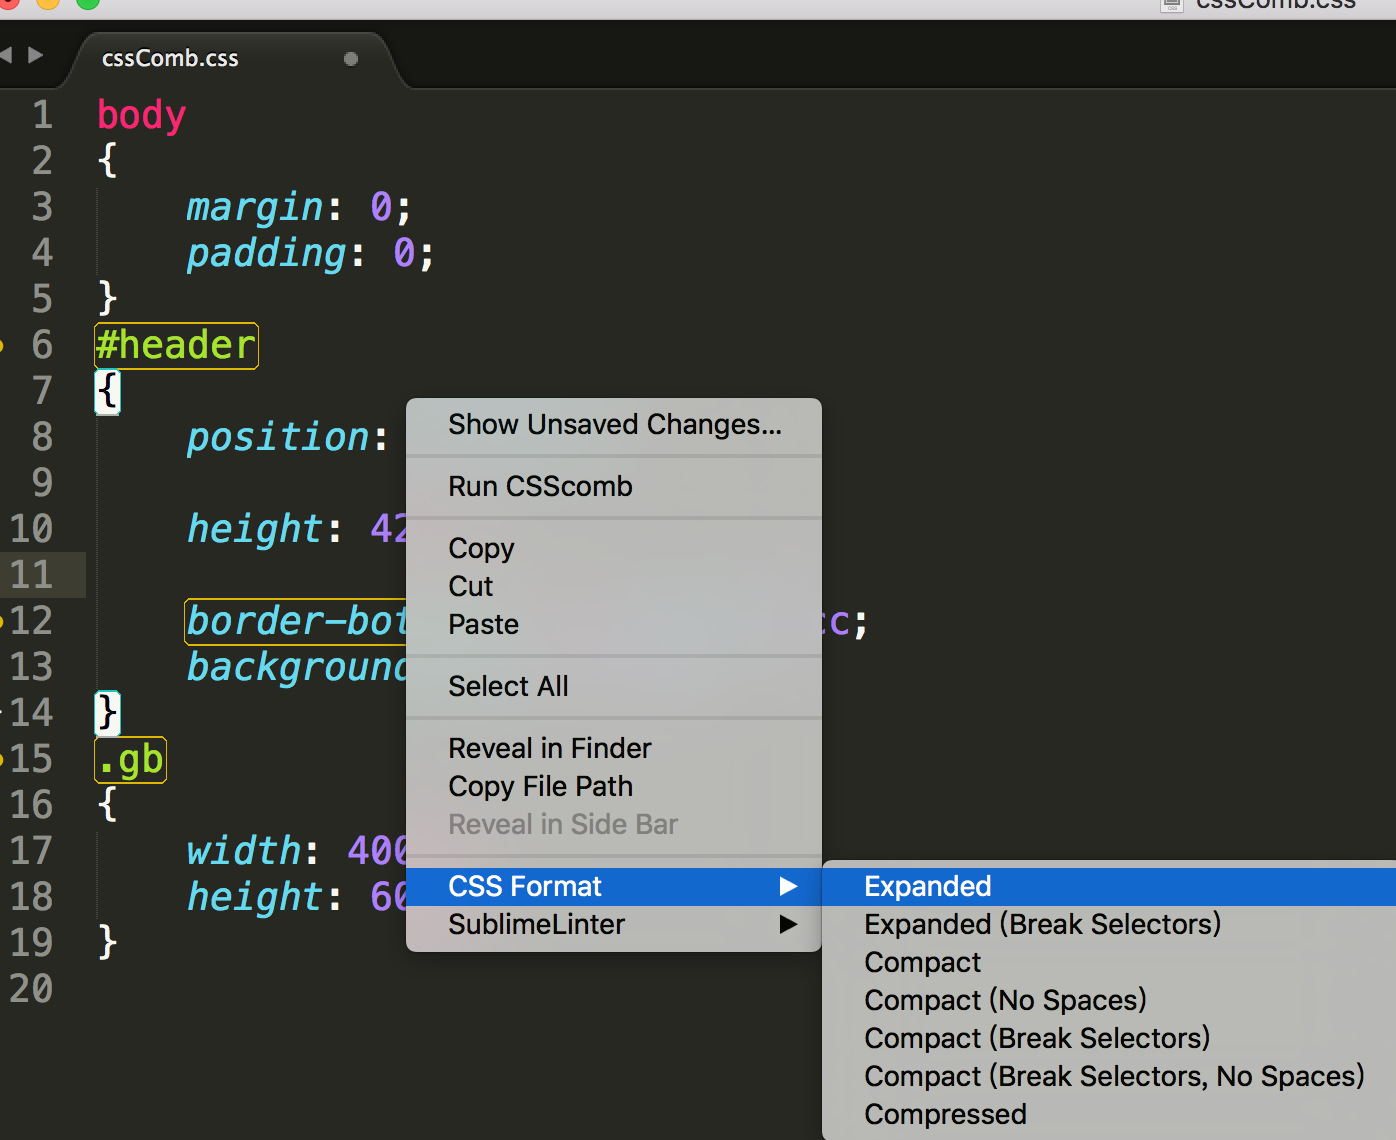 cssComb.css
cssComb.css
1 body
2 {
3 margin: 0;
4 padding: 0;
5 }
6 #header
7 {
8 position:
9
10 height: 42
11
12 border-bot cc;
13 background
14 }
15 .gb
16 {
17 width: 400
18 height: 60
19 }
20
Show Unsaved Changes...
Run CSScomb
Copy
Cut
Paste
Select All
Reveal in Finder
Copy File Path
Reveal in Side Bar
CSS Format
SublimeLinter
Expanded
Expanded (Break Selectors)
Compact
Compact (No Spaces)
Compact (Break Selectors)
Compact (Break Selectors, No Spaces)
Compressed